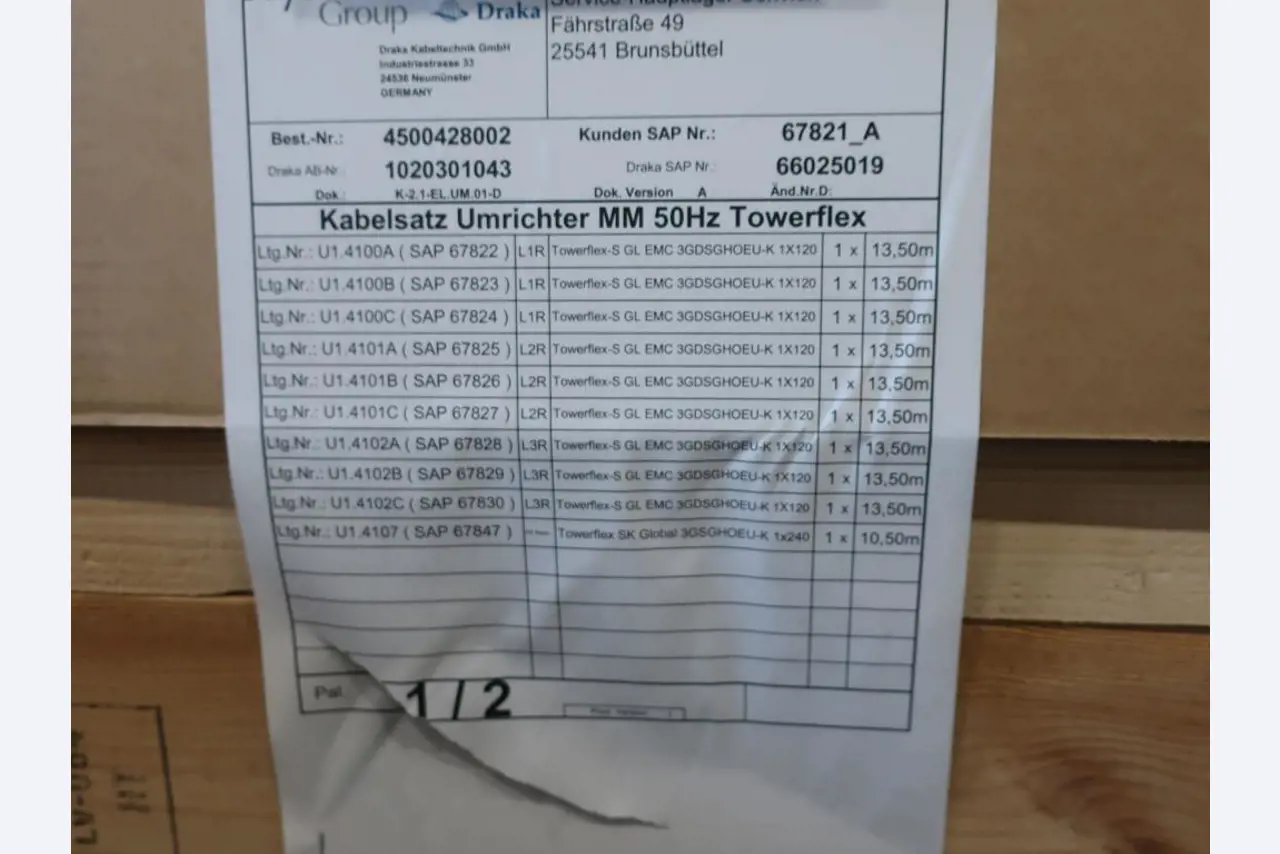 Group Draka
Draka Kabeltechnik GmbH
Industriestrasse 33
24536 Neumünster
GERMANY
Fährstraße 49
25541 Brunsbüttel
Best.-Nr.: 4500428002 Kunden SAP Nr.: 67821_A
Draka AB-Nr.: 1020301043 Draka SAP Nr.: 66025019
Dok.: K-2.1-EL.UM.01-D Dok. Version A Änd.Nr.D:
Kabelsatz Umrichter MM 50Hz Towerflex
Ltg.Nr.: U1.4100A ( SAP 67822 ) L1R Towerflex-S GL EMC 3GDSGHOEU-K 1X120 1 x 13,50m
Ltg.Nr.: U1.4100B ( SAP 67823 ) L1R Towerflex-S GL EMC 3GDSGHOEU-K 1X120 1 x 13,50m
Ltg.Nr.: U1.4100C ( SAP 67824 ) L1R Towerflex-S GL EMC 3GDSGHOEU-K 1X120 1 x 13,50m
Ltg.Nr.: U1.4101A ( SAP 67825 ) L2R Towerflex-S GL EMC 3GDSGHOEU-K 1X120 1 x 13,50m
Ltg.Nr.: U1.4101B ( SAP 67826 ) L2R Towerflex-S GL EMC 3GDSGHOEU-K 1X120 1 x 13,50m
Ltg.Nr.: U1.4101C ( SAP 67827 ) L2R Towerflex-S GL EMC 3GDSGHOEU-K 1X120 1 x 13,50m
Ltg.Nr.: U1.4102A ( SAP 67828 ) L3R Towerflex-S GL EMC 3GDSGHOEU-K 1X120 1 x 13,50m
Ltg.Nr.: U1.4102B ( SAP 67829 ) L3R Towerflex-S GL EMC 3GDSGHOEU-K 1X120 1 x 13,50m
Ltg.Nr.: U1.4102C ( SAP 67830 ) L3R Towerflex-S GL EMC 3GDSGHOEU-K 1X120 1 x 13,50m
Ltg.Nr.: U1.4107 ( SAP 67847 ) Towerflex SK Global 3GSGHOEU-K 1x240 1 x 10,50m
Pal. 1 / 2
HT